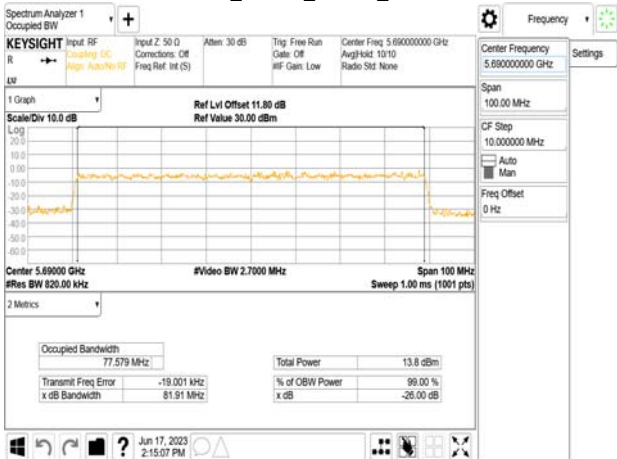 Spectrum Analyzer 1
Occupied BW
+
Frequency
KEYSIGHT
Input: RF
Coupling: DC
Align: Auto/No RF
Input Z: 50 Ω
Corrections: Off
Freq Ref: Int (S)
Atten: 30 dB
Trig: Free Run
Gate: Off
#IF Gain: Low
Center Freq: 5.690000000 GHz
Avg|Hold: 10/10
Radio Std: None
R
LXI
Center Frequency
5.690000000 GHz
Settings
Span
100.00 MHz
CF Step
10.000000 MHz
Auto
Man
Freq Offset
0 Hz
1 Graph
Scale/Div 10.0 dB
Ref Lvl Offset 11.80 dB
Ref Value 30.00 dBm
Log
20.0
10.0
0.00
-10.0
-20.0
-30.0
-40.0
-50.0
-60.0
Center 5.69000 GHz
#Video BW 2.7000 MHz
Span 100 MHz
#Res BW 820.00 kHz
Sweep 1.00 ms (1001 pts)
2 Metrics
Occupied Bandwidth
77.579 MHz
Total Power 13.8 dBm
Transmit Freq Error -19.001 kHz
% of OBW Power 99.00 %
x dB Bandwidth 81.91 MHz
x dB -26.00 dB
?
Jun 17, 2023
2:15:07 PM